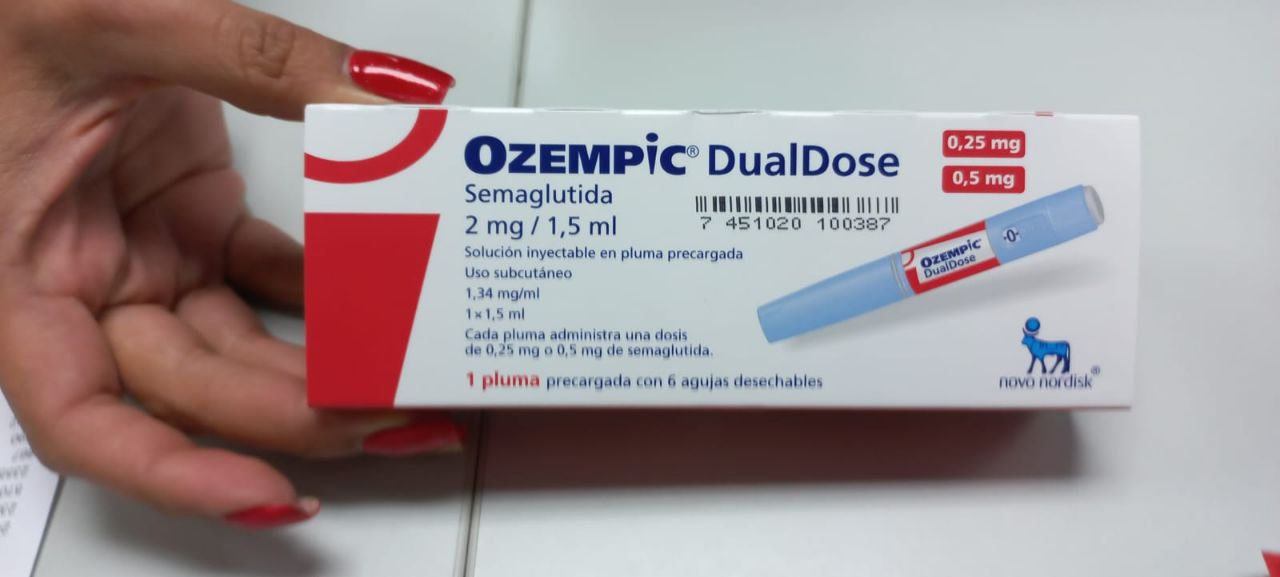 OZEMPIC® DualDose
0,25 mg
0,5 mg
Semaglutida
2 mg / 1,5 ml
7 451020 100387
Solución inyectable en pluma precargada
Uso subcutáneo
1,34 mg/ml
1×1,5 ml
Cada pluma administra una dosis
de 0,25 mg o 0,5 mg de semaglutida.
1 pluma precargada con 6 agujas desechables
OZEMPIC®
DualDose
-0-
novo nordisk®